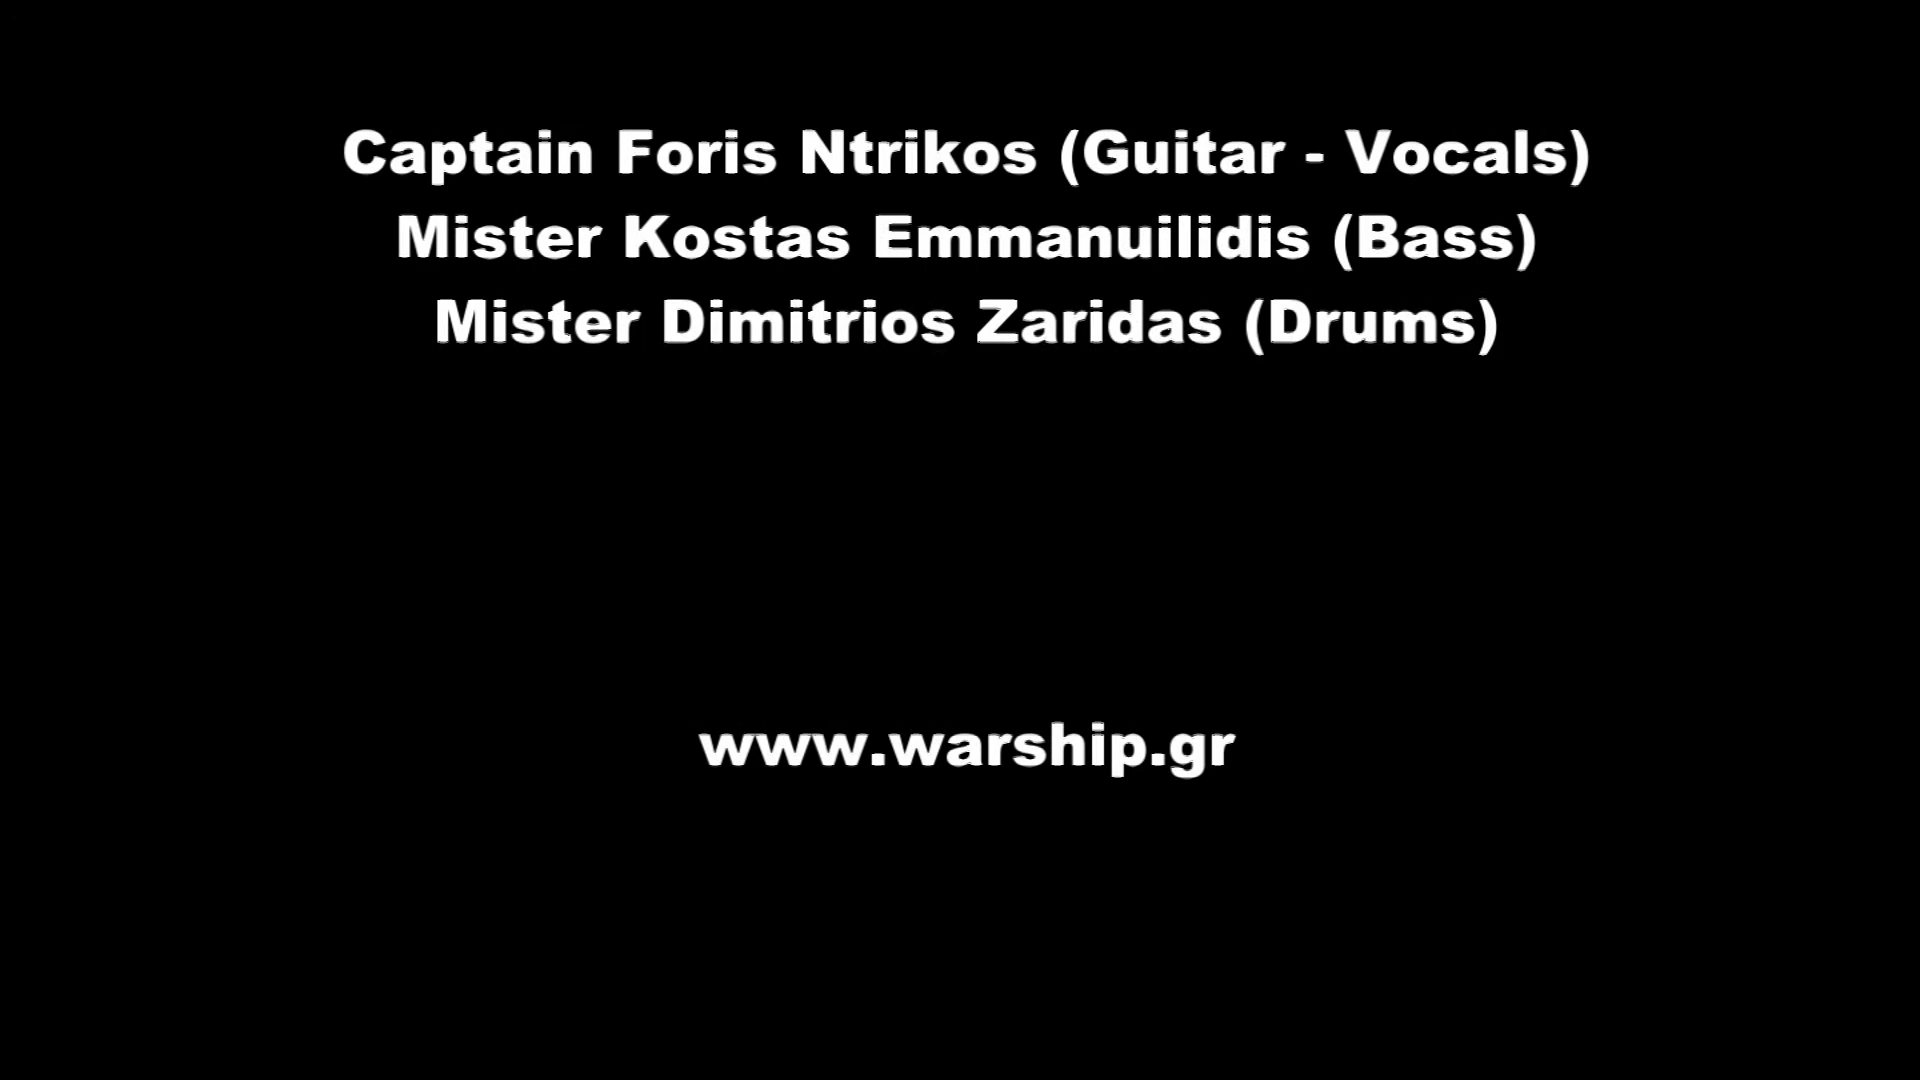 Captain Foris Ntrikos (Guitar - Vocals)
Mister Kostas Emmanuilidis (Bass)
Mister Dimitrios Zaridas (Drums)
www.warship.gr